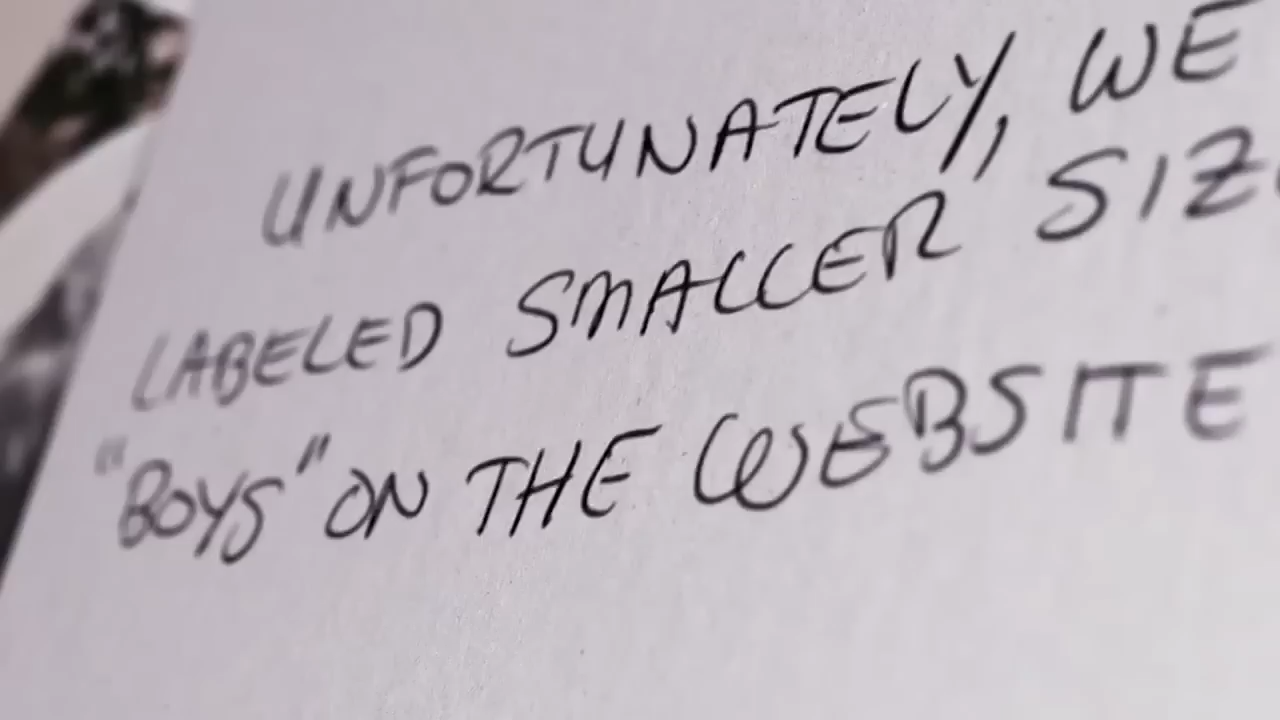 UNFORTUNATELY, WE
LABELED SMALLER
"BOYS" ON THE WEBSITE